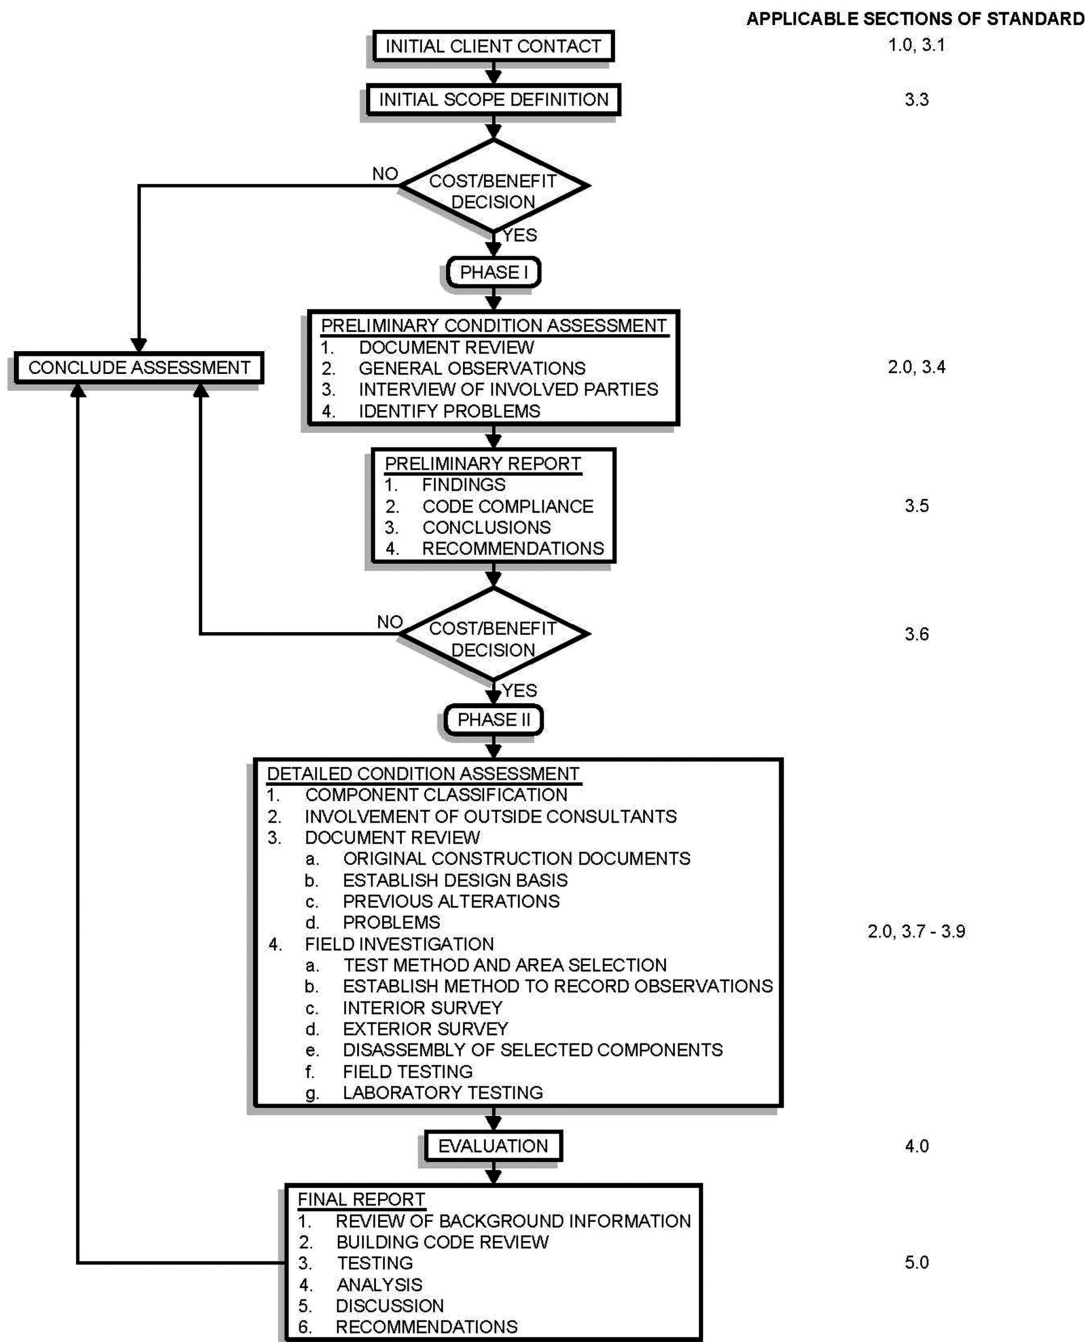 APPLICABLE SECTIONS OF STANDARD
INITIAL CLIENT CONTACT
1.0, 3.1
INITIAL SCOPE DEFINITION
3.3
NO
COST/BENEFIT
DECISION
YES
PHASE I
PRELIMINARY CONDITION ASSESSMENT
1. DOCUMENT REVIEW
2. GENERAL OBSERVATIONS
3. INTERVIEW OF INVOLVED PARTIES
4. IDENTIFY PROBLEMS
CONCLUDE ASSESSMENT
2.0, 3.4
PRELIMINARY REPORT
1. FINDINGS
2. CODE COMPLIANCE
3. CONCLUSIONS
4. RECOMMENDATIONS
3.5
NO
COST/BENEFIT
DECISION
3.6
YES
PHASE II
DETAILED CONDITION ASSESSMENT
1. COMPONENT CLASSIFICATION
2. INVOLVEMENT OF OUTSIDE CONSULTANTS
3. DOCUMENT REVIEW
a. ORIGINAL CONSTRUCTION DOCUMENTS
b. ESTABLISH DESIGN BASIS
c. PREVIOUS ALTERATIONS
d. PROBLEMS
4. FIELD INVESTIGATION
a. TEST METHOD AND AREA SELECTION
b. ESTABLISH METHOD TO RECORD OBSERVATIONS
c. INTERIOR SURVEY
d. EXTERIOR SURVEY
e. DISASSEMBLY OF SELECTED COMPONENTS
f. FIELD TESTING
g. LABORATORY TESTING
2.0, 3.7 - 3.9
EVALUATION
4.0
FINAL REPORT
1. REVIEW OF BACKGROUND INFORMATION
2. BUILDING CODE REVIEW
3. TESTING
4. ANALYSIS
5. DISCUSSION
6. RECOMMENDATIONS
5.0